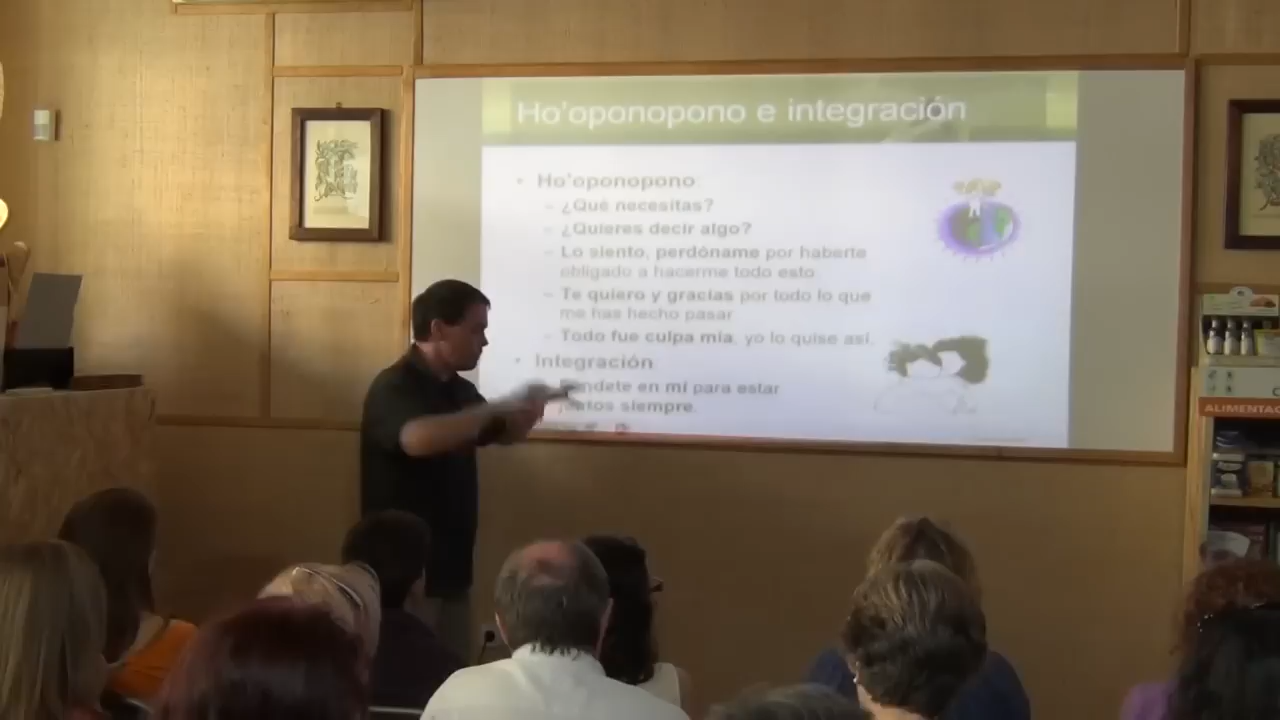 Ho'oponopono e integración
• Ho'oponopono
– ¿Qué necesitas?
– ¿Quieres decir algo?
– Lo siento, perdóname por haberte
obligado a hacerme todo esto
– Te quiero y gracias por todo lo que
me has hecho pasar
– Todo fue culpa mía, yo lo quise así.
• Integración
en mí para estar
siempre.
ALIMENTAC